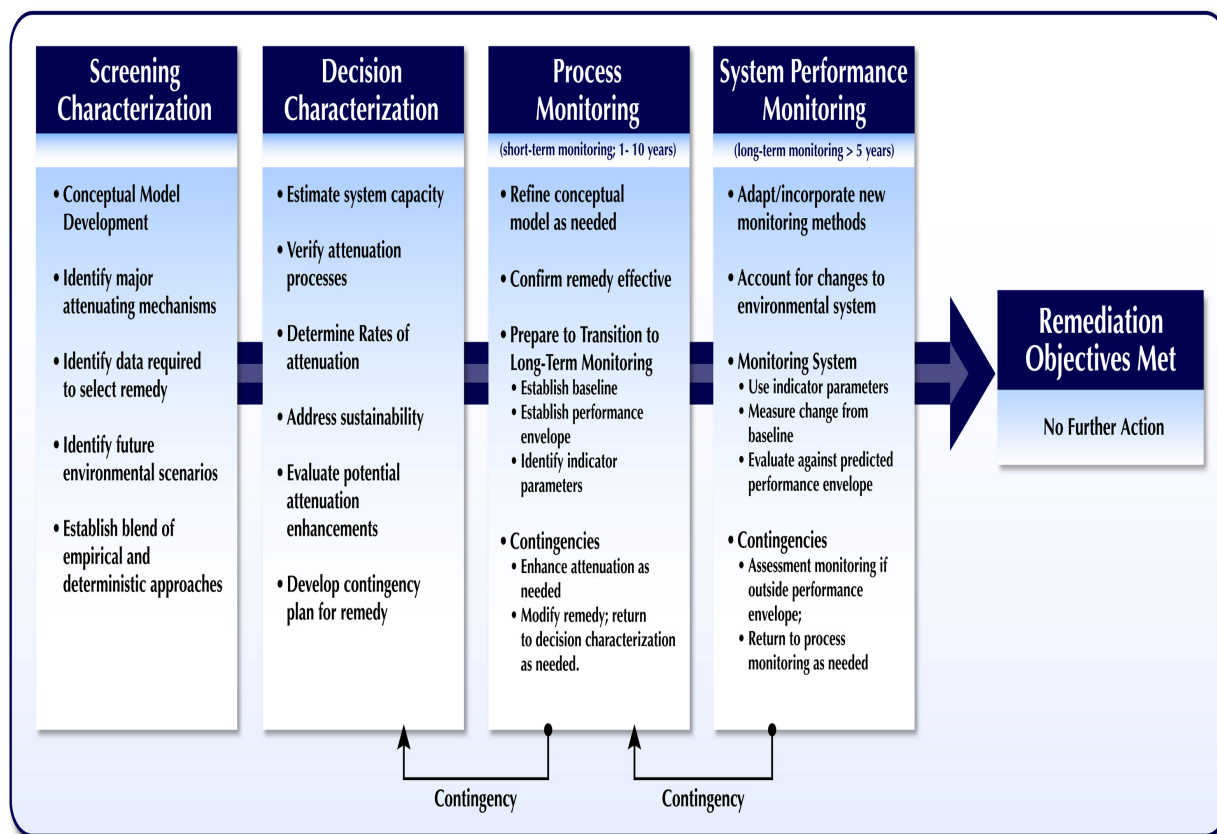 Screening
Characterization
• Conceptual Model
Development
• Identify major
attenuating mechanisms
• Identify data required
to select remedy
• Identify future
environmental scenarios
• Establish blend of
empirical and
deterministic approaches
Decision
Characterization
• Estimate system capacity
• Verify attenuation
processes
• Determine Rates of
attenuation
• Address sustainability
• Evaluate potential
attenuation
enhancements
• Develop contingency
plan for remedy
Process
Monitoring
(short-term monitoring; 1- 10 years)
• Refine conceptual
model as needed
• Confirm remedy effective
• Prepare to Transition to
Long-Term Monitoring
• Establish baseline
• Establish performance
envelope
• Identify indicator
parameters
• Contingencies
• Enhance attenuation as
needed
• Modify remedy; return
to decision characterization
as needed.
System Performance
Monitoring
(long-term monitoring > 5 years)
• Adapt/incorporate new
monitoring methods
• Account for changes to
environmental system
• Monitoring System
• Use indicator parameters
• Measure change from
baseline
• Evaluate against predicted
performance envelope
• Contingencies
• Assessment monitoring if
outside performance
envelope;
• Return to process
monitoring as needed
Remediation
Objectives Met
No Further Action
Contingency
Contingency